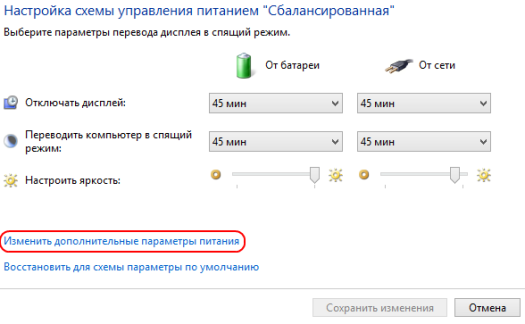 Настройка схемы управления питанием "Сбалансированная"
Выберите параметры перевода дисплея в спящий режим.
От батареи
От сети
Отключать дисплей:
45 мин
45 мин
Переводить компьютер в спящий
режим:
45 мин
45 мин
Настроить яркость:
Изменить дополнительные параметры питания
Восстановить для схемы параметры по умолчанию
Сохранить изменения
Отмена